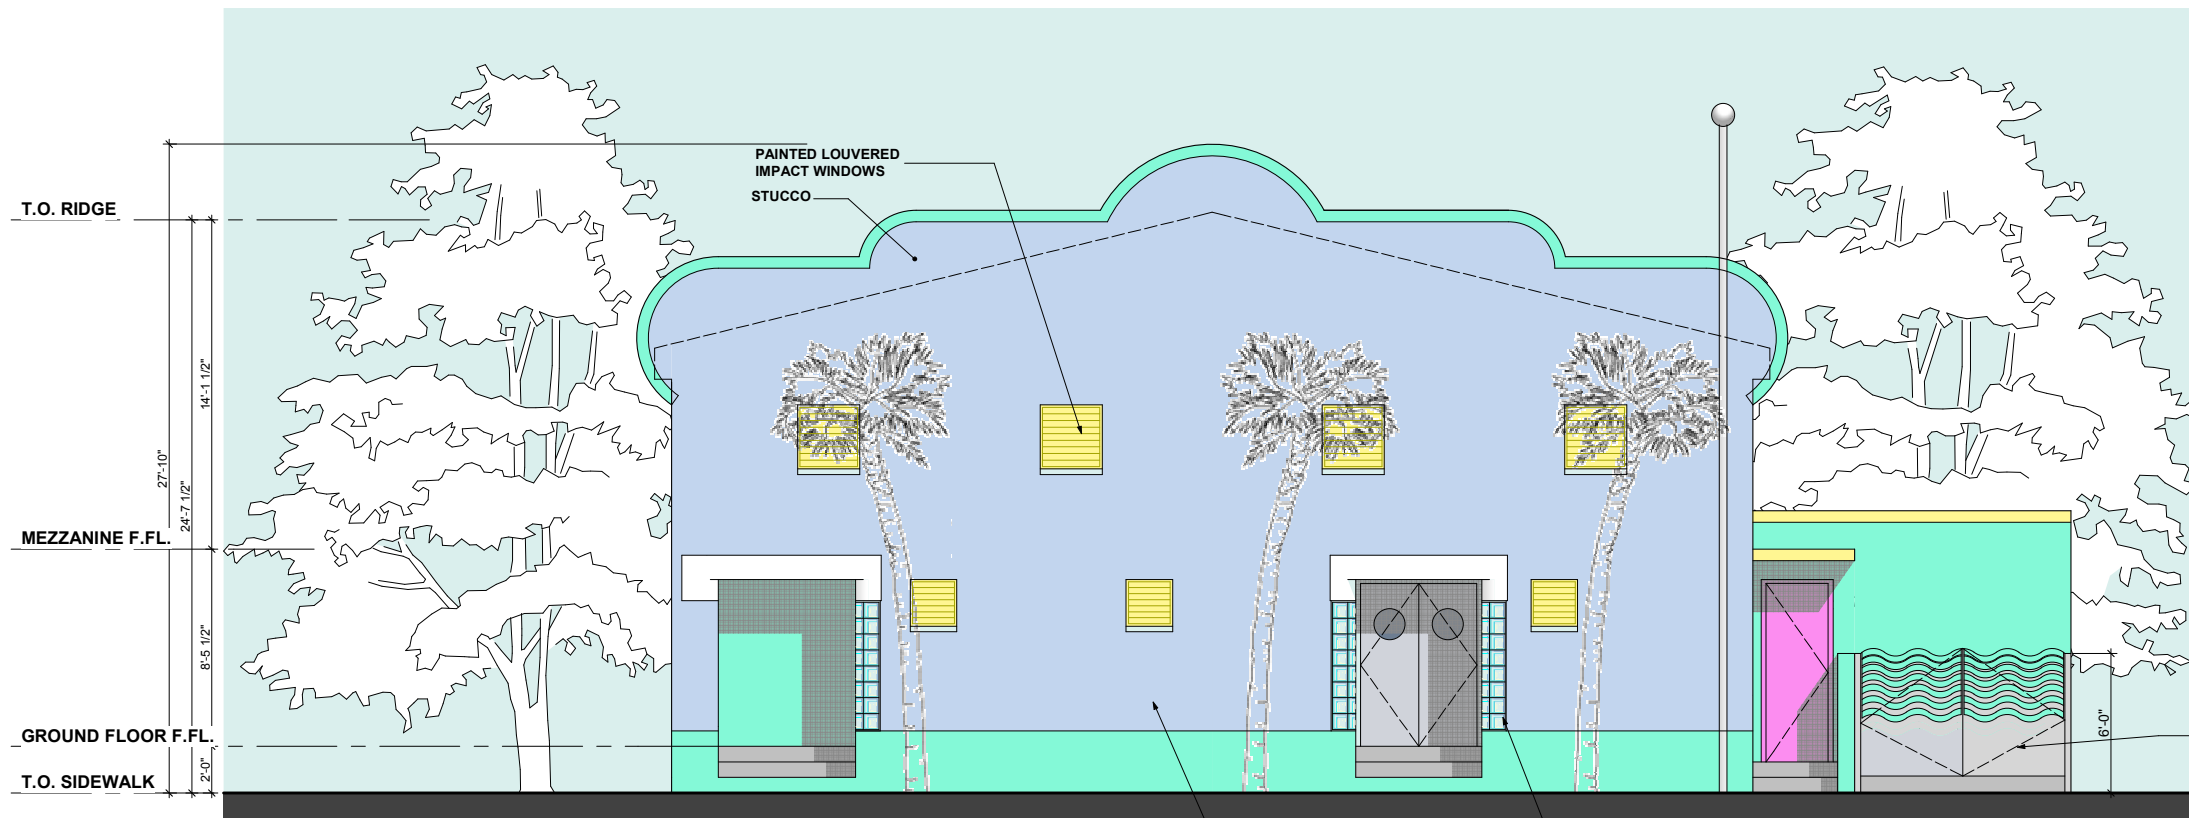 PAINTED LOUVERED
IMPACT WINDOWS
STUCCO
T.O. RIDGE
MEZZANINE F.FL.
GROUND FLOOR F.FL.
T.O. SIDEWALK
27'-10"
24'-7 1/2"
14'-1 1/2"
8'-5 1/2"
2'-0"
6'-0"